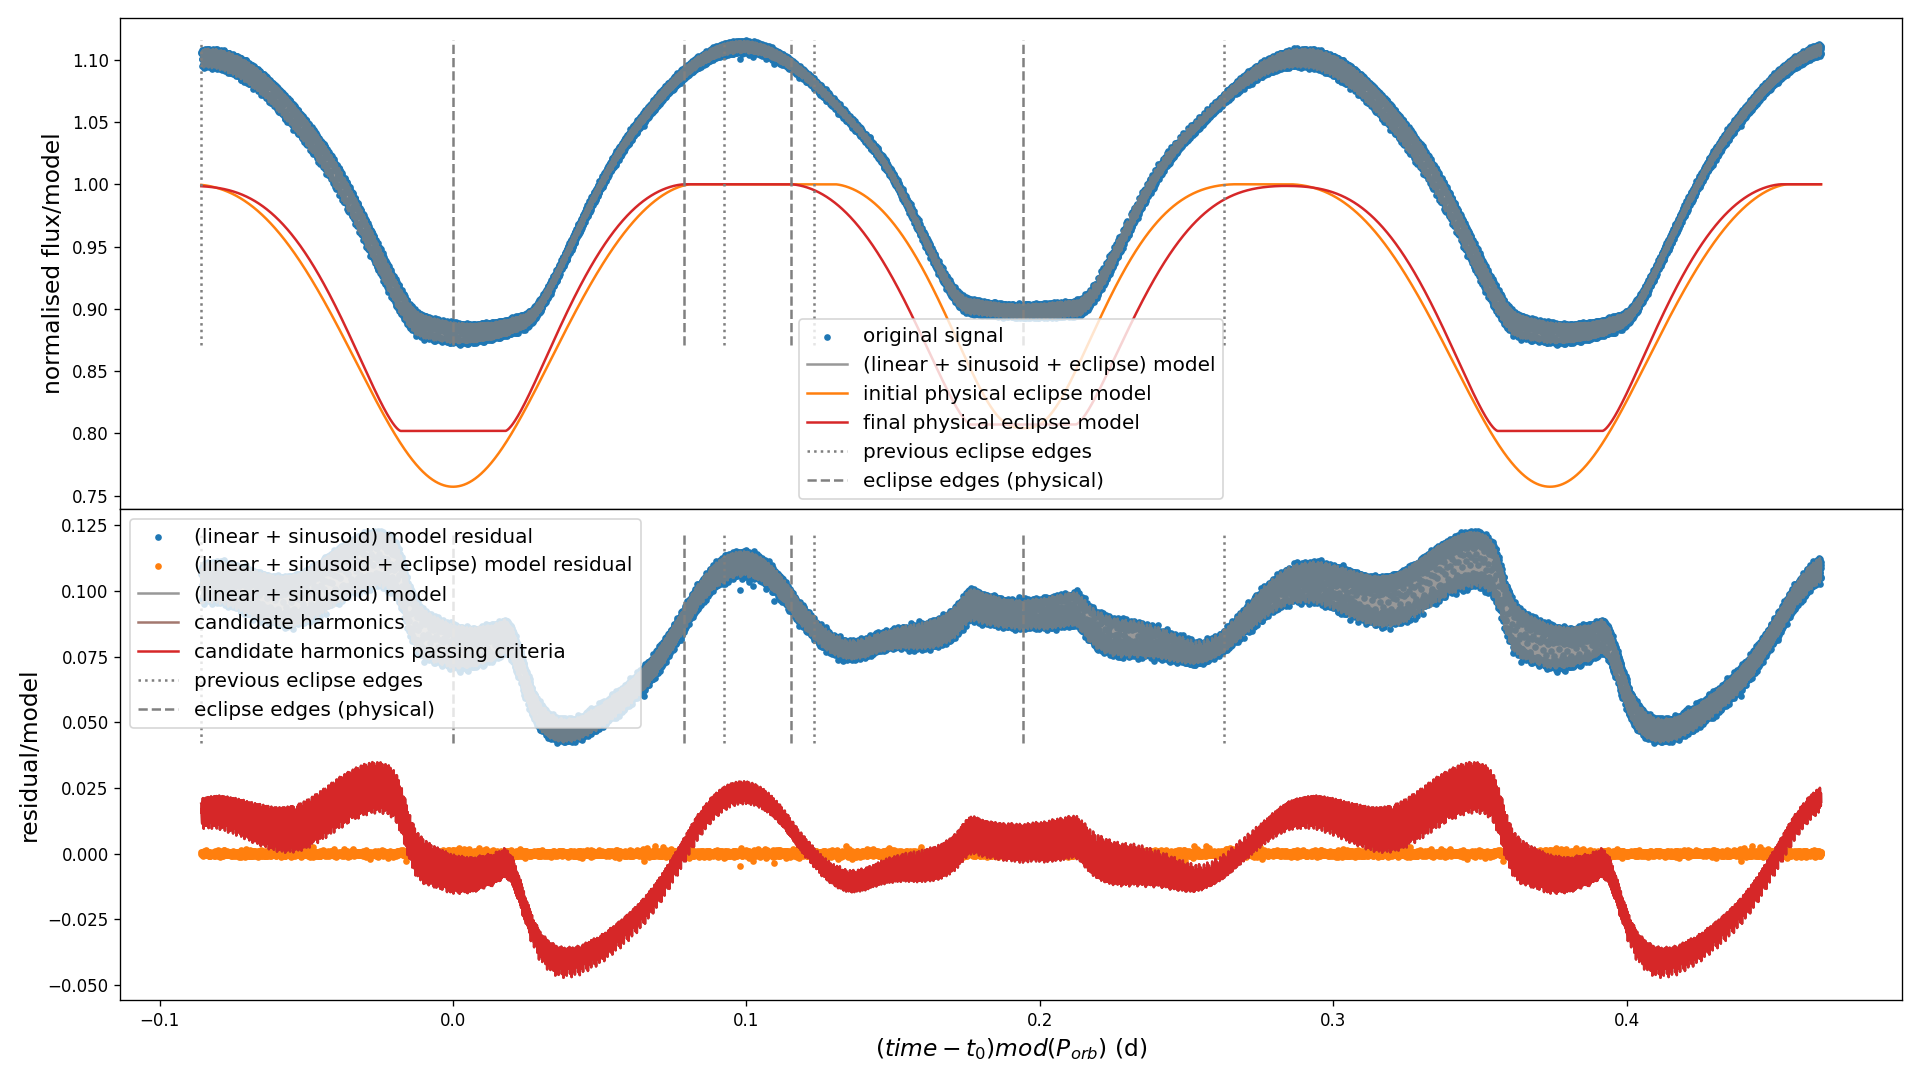 normalised flux/model
1.10
1.05
1.00
0.95
0.90
0.85
0.80
0.75
original signal
(linear + sinusoid + eclipse) model
initial physical eclipse model
final physical eclipse model
previous eclipse edges
eclipse edges (physical)
residual/model
0.125
0.100
0.075
0.050
0.025
0.000
−0.025
−0.050
(linear + sinusoid) model residual
(linear + sinusoid + eclipse) model residual
(linear + sinusoid) model
candidate harmonics
candidate harmonics passing criteria
previous eclipse edges
eclipse edges (physical)
−0.1 0.0 0.1 0.2 0.3 0.4
(time − t₀)mod(P_orb) (d)